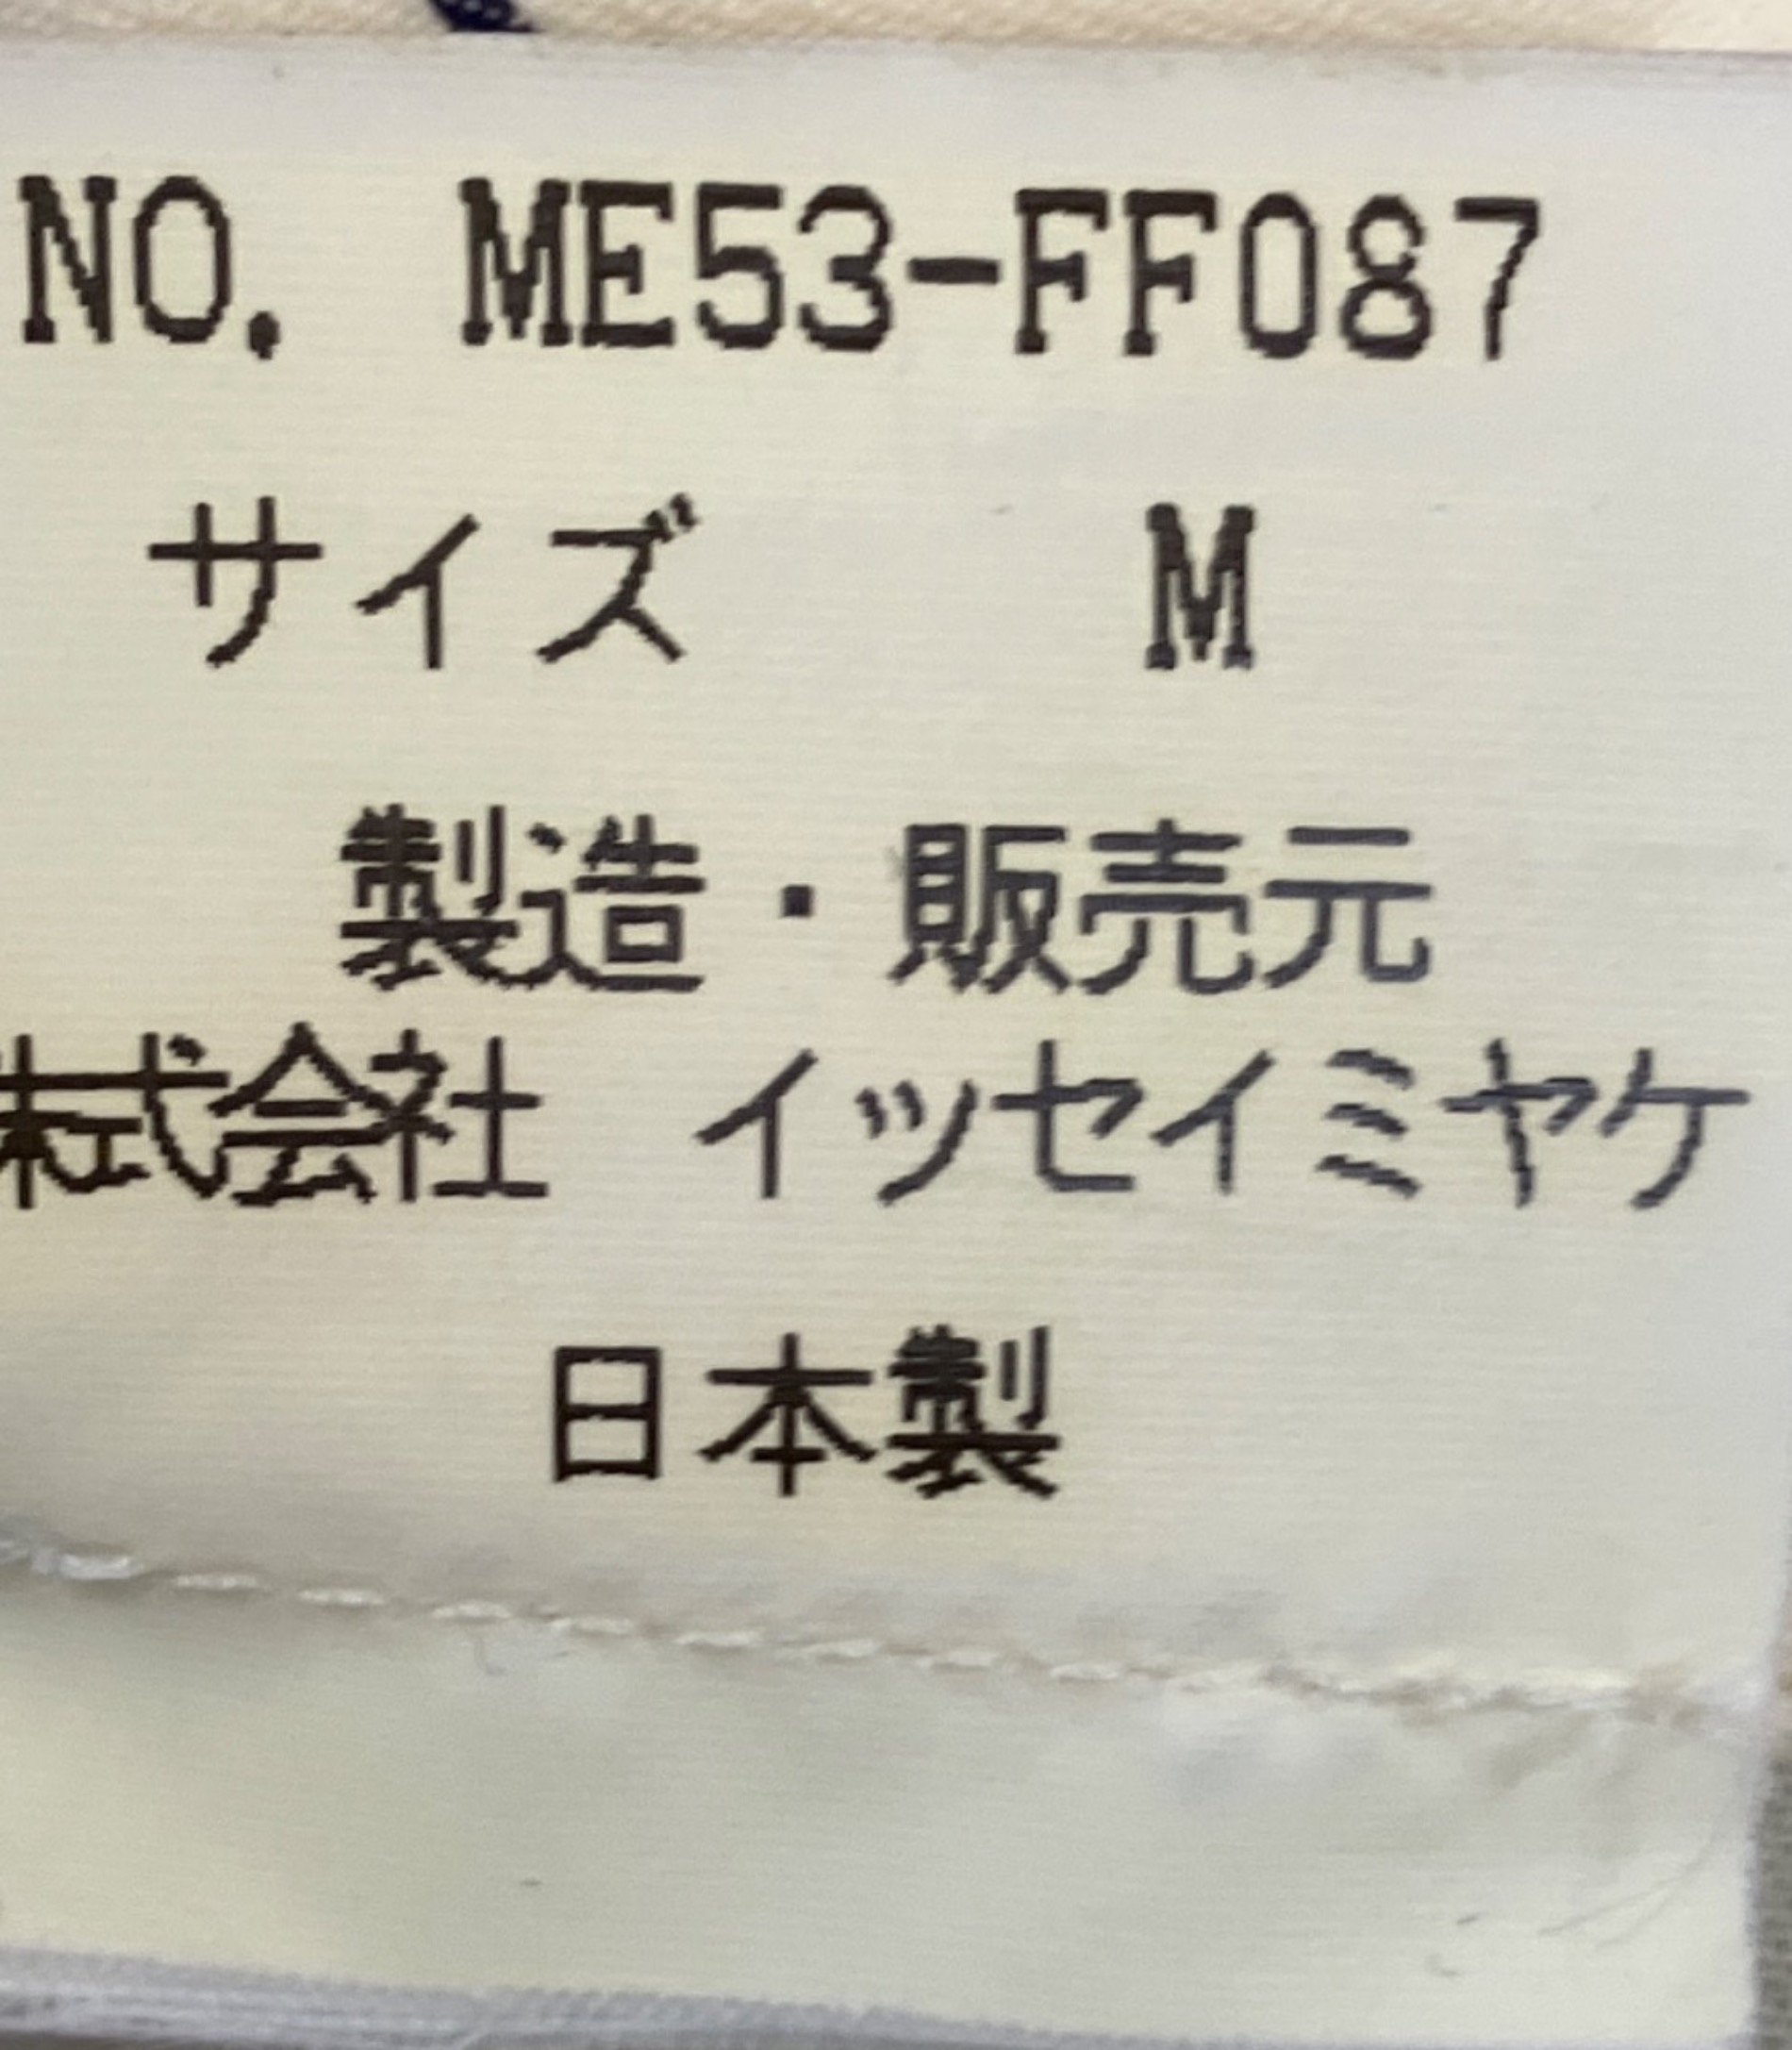 NO. ME53-FF087
サイズ M
製造・販売元
株式会社 イッセイミヤケ
日本製